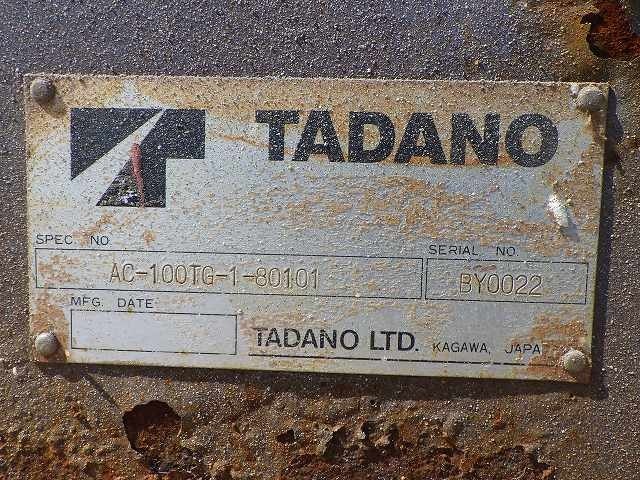 TADANO
SPEC. NO.
SERIAL NO.
AC-100TG-1-80101
BY0022
MFG. DATE
TADANO LTD. KAGAWA, JAPA